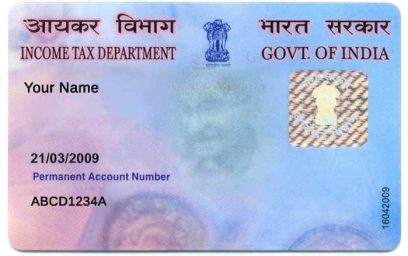 आयकर विभाग
भारत सरकार
INCOME TAX DEPARTMENT
GOVT. OF INDIA
Your Name
21/03/2009
Permanent Account Number
ABCD1234A
16042009